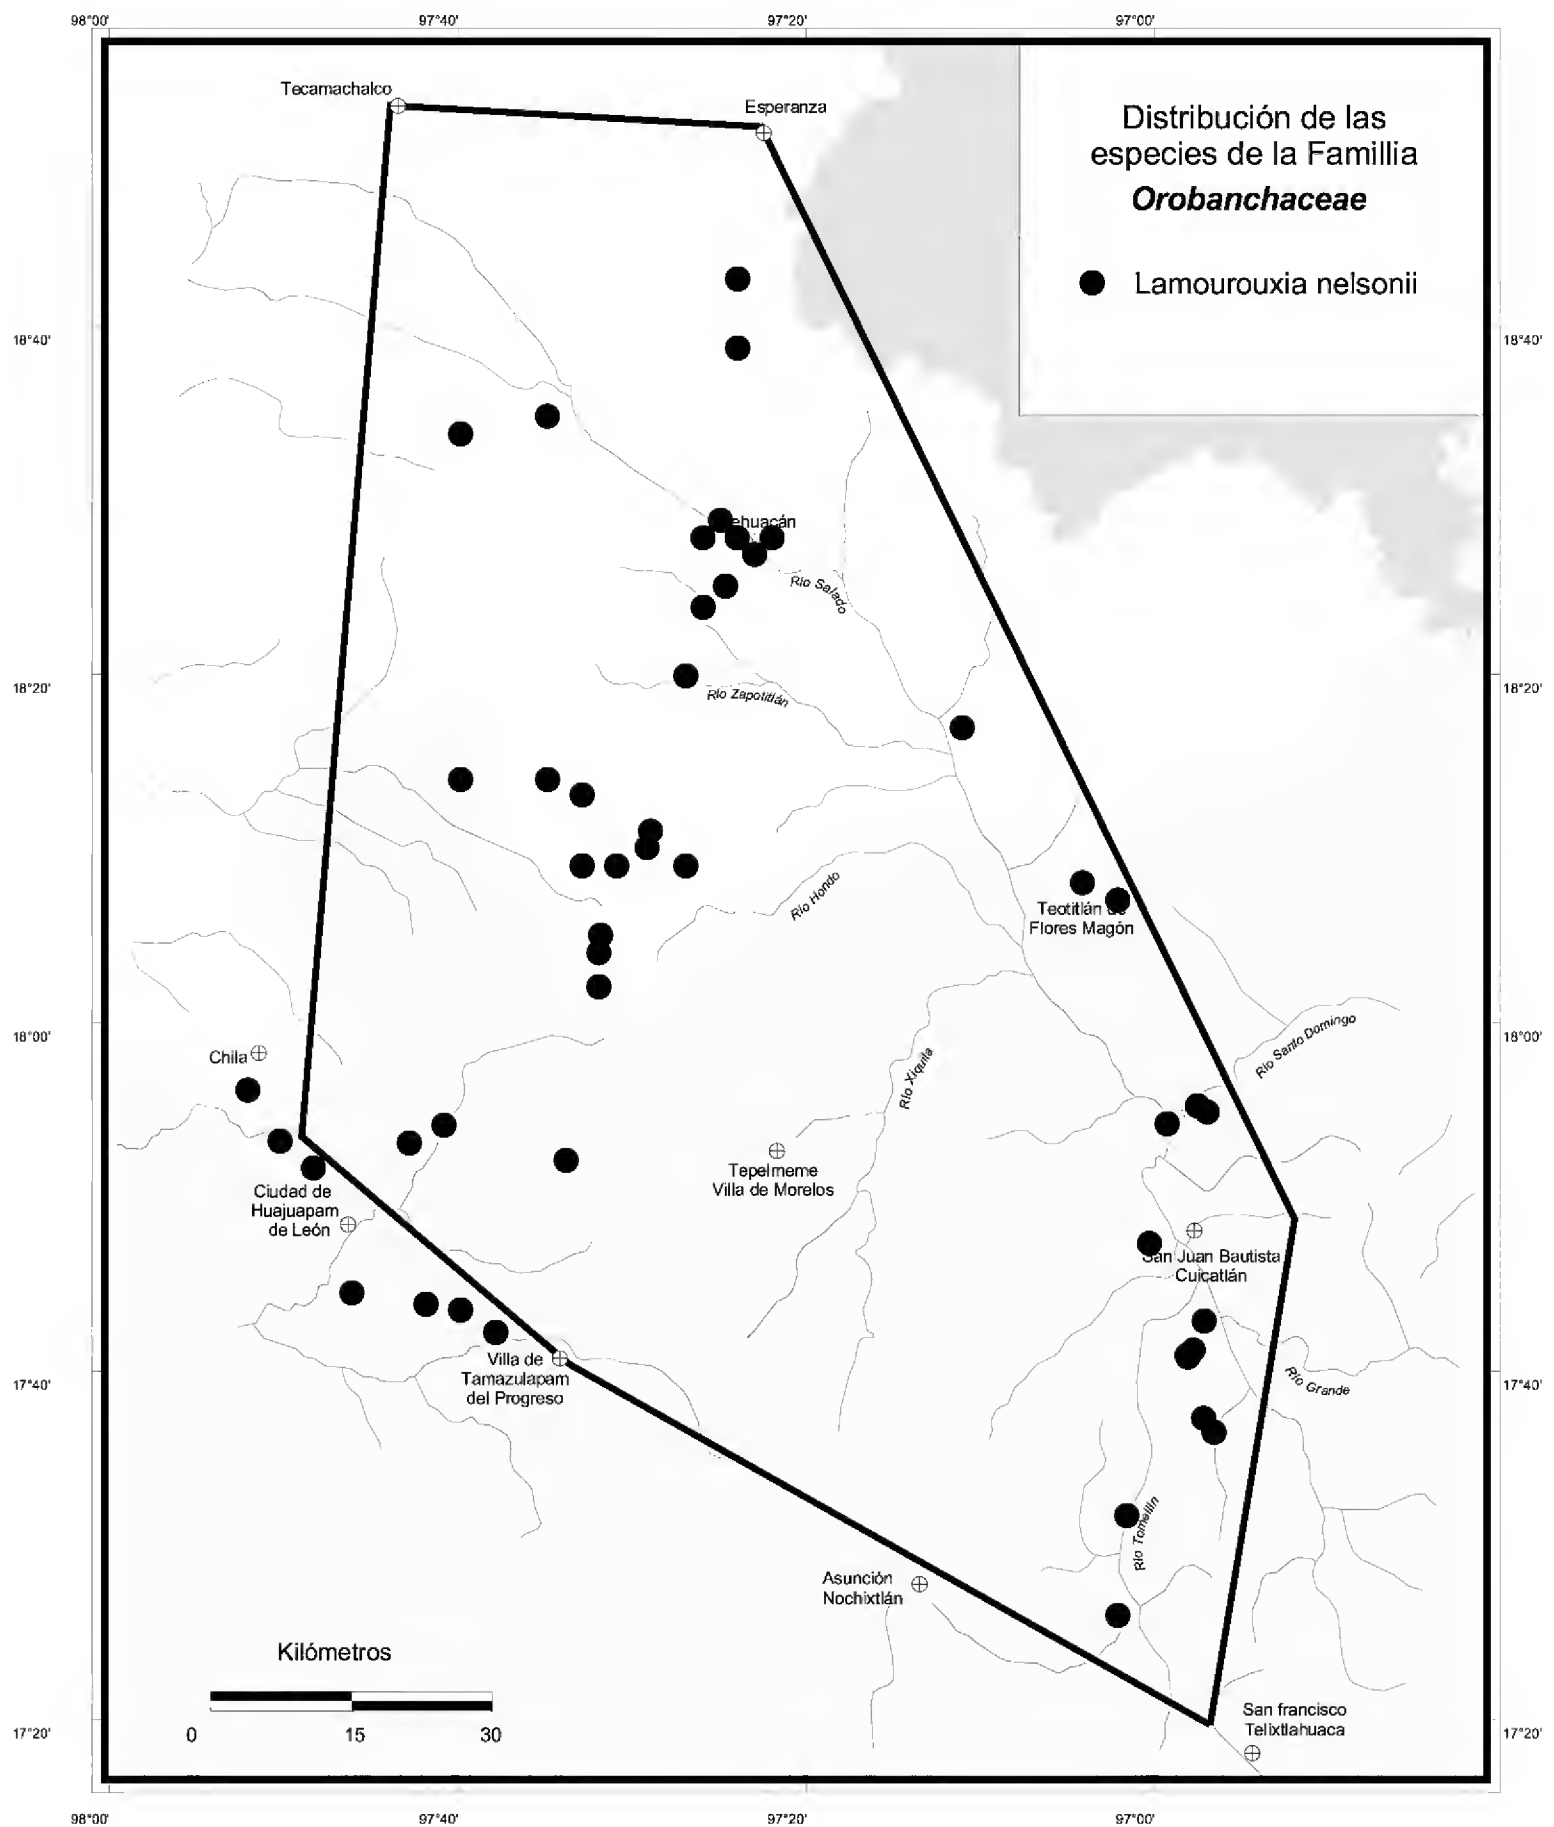 98°00'
97°40'
97°20'
97°00'
Tecamachalco
Esperanza
Distribución de las
especies de la Famillia
Orobanchaceae
Lamourouxia nelsonii
18°40'
18°40'
ehuacán
Río Salado
18°20'
18°20'
Río Zapotitlán
Río Hondo
Teotitlán de
Flores Magón
18°00'
18°00'
Chila
Río Xiquila
Río Santo Domingo
Tepelmeme
Villa de Morelos
Ciudad de
Huajuapam
de León
San Juan Bautista
Cuicatlán
17°40'
17°40'
Villa de
Tamazulapam
del Progreso
Río Grande
Río Tomellín
Asunción
Nochixtlán
Kilómetros
0
15
30
San francisco
Telixtlahuaca
17°20'
17°20'
98°00'
97°40'
97°20'
97°00'